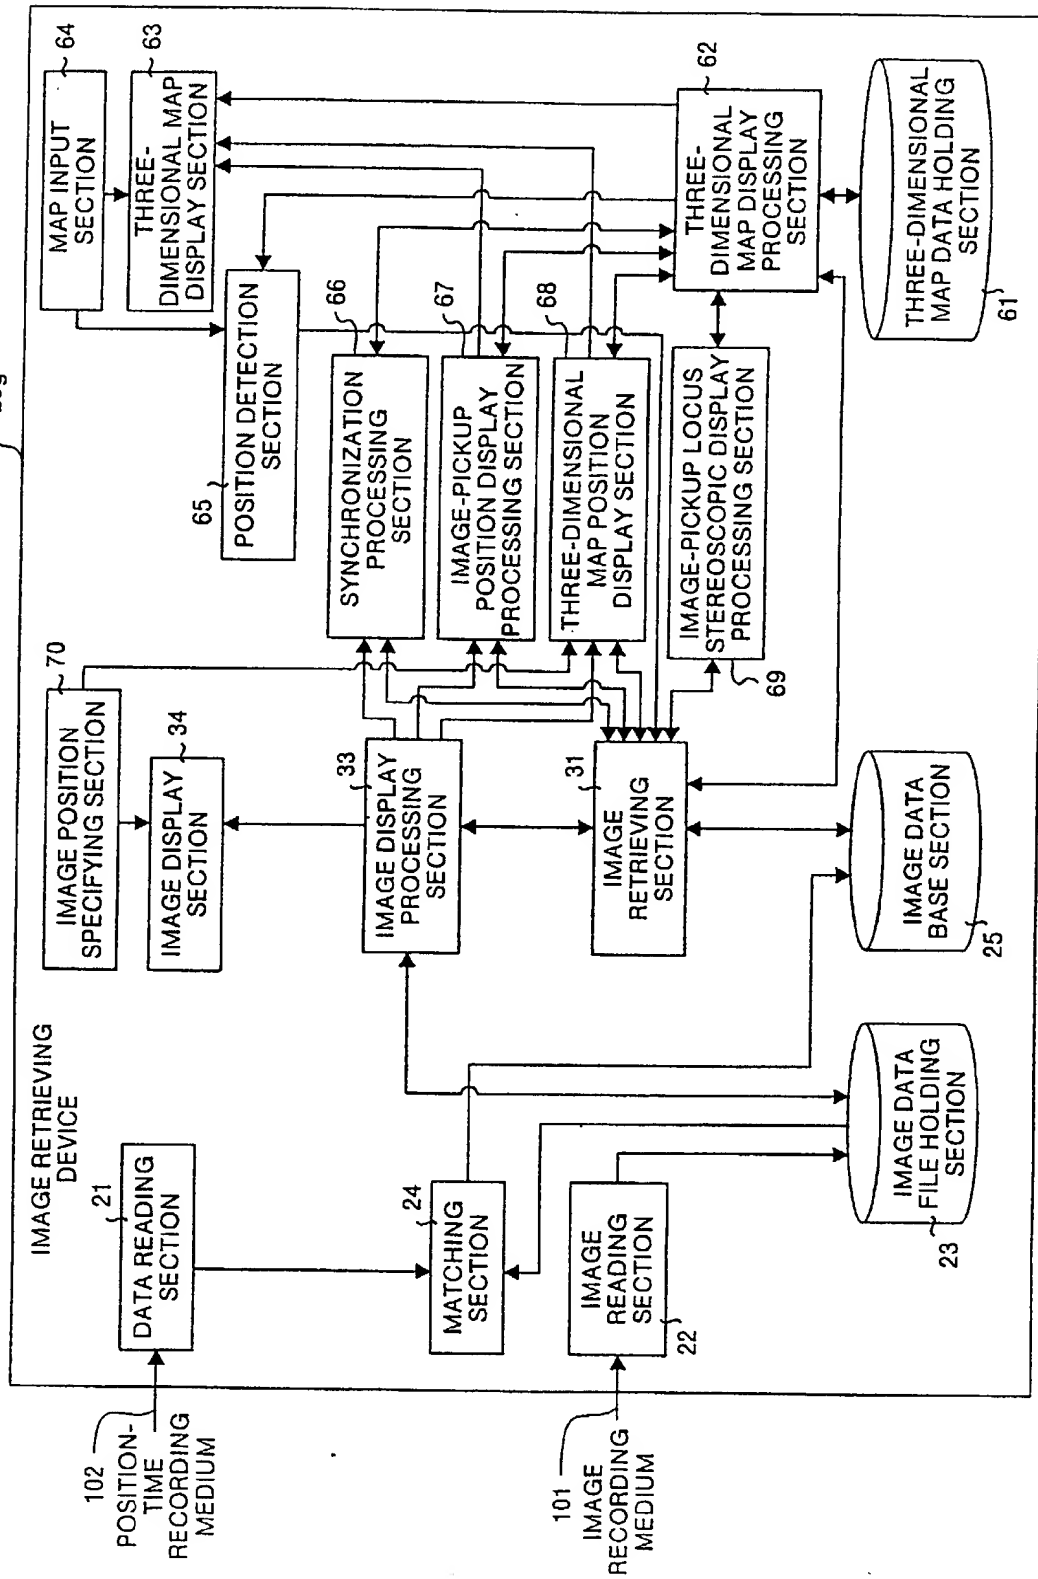 IMAGE RETRIEVING
DEVICE
102
POSITION-
TIME
RECORDING
MEDIUM
101
IMAGE
RECORDING
MEDIUM
21
DATA READING
SECTION
24
MATCHING
SECTION
IMAGE
READING
SECTION
22
IMAGE DATA
FILE HOLDING
SECTION
23
70
IMAGE POSITION
SPECIFYING SECTION
34
IMAGE DISPLAY
SECTION
33
IMAGE DISPLAY
PROCESSING
SECTION
31
IMAGE
RETRIEVING
SECTION
IMAGE DATA
BASE SECTION
25
64
MAP INPUT
SECTION
63
THREE-
DIMENSIONAL MAP
DISPLAY SECTION
65
POSITION DETECTION
SECTION
66
SYNCHRONIZATION
PROCESSING
SECTION
67
IMAGE-PICKUP
POSITION DISPLAY
PROCESSING SECTION
68
THREE-DIMENSIONAL
MAP POSITION
DISPLAY SECTION
IMAGE-PICKUP LOCUS
STEREOSCOPIC DISPLAY
PROCESSING SECTION
69
62
THREE-
DIMENSIONAL
MAP DISPLAY
PROCESSING
SECTION
THREE-DIMENSIONAL
MAP DATA HOLDING
SECTION
61